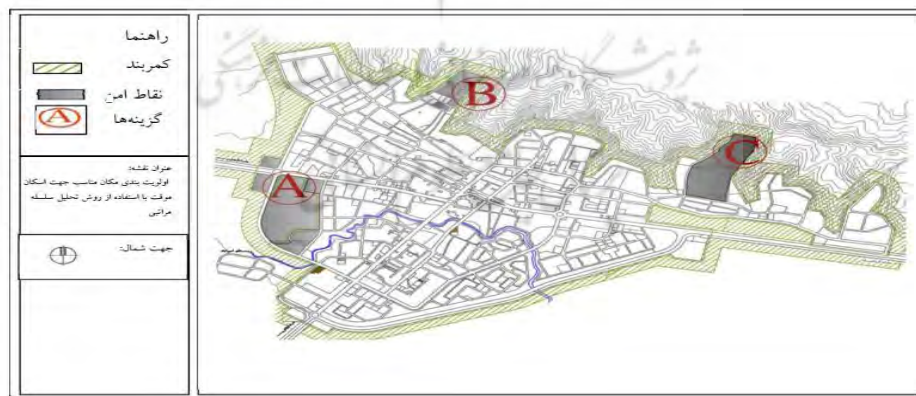 راهنما
کمربند
نقاط امن
گزینه‌ها
A
عنوان نقشه:
اولویت بندی مکان مناسب جهت اسکان
موقت با استفاده از روش تحلیل سلسله
مراتبی
جهت شمال:
A
B
C